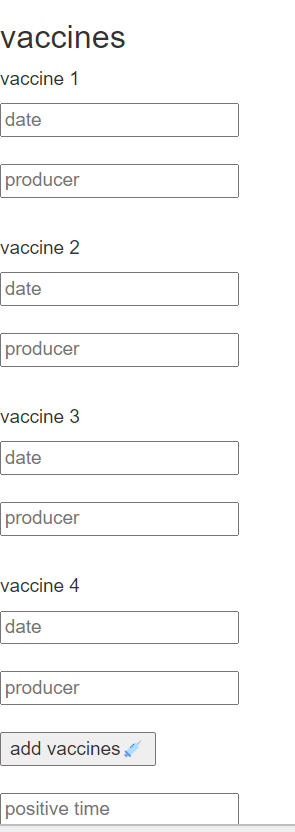 vaccines
vaccine 1
date
producer
vaccine 2
date
producer
vaccine 3
date
producer
vaccine 4
date
producer
add vaccines💉
positive time